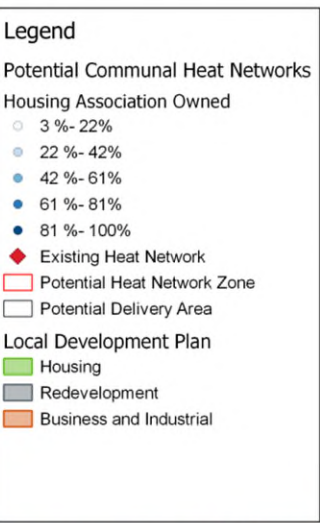 Legend
Potential Communal Heat Networks
Housing Association Owned
3 %- 22%
22 %- 42%
42 %- 61%
61 %- 81%
81 %- 100%
Existing Heat Network
Potential Heat Network Zone
Potential Delivery Area
Local Development Plan
Housing
Redevelopment
Business and Industrial